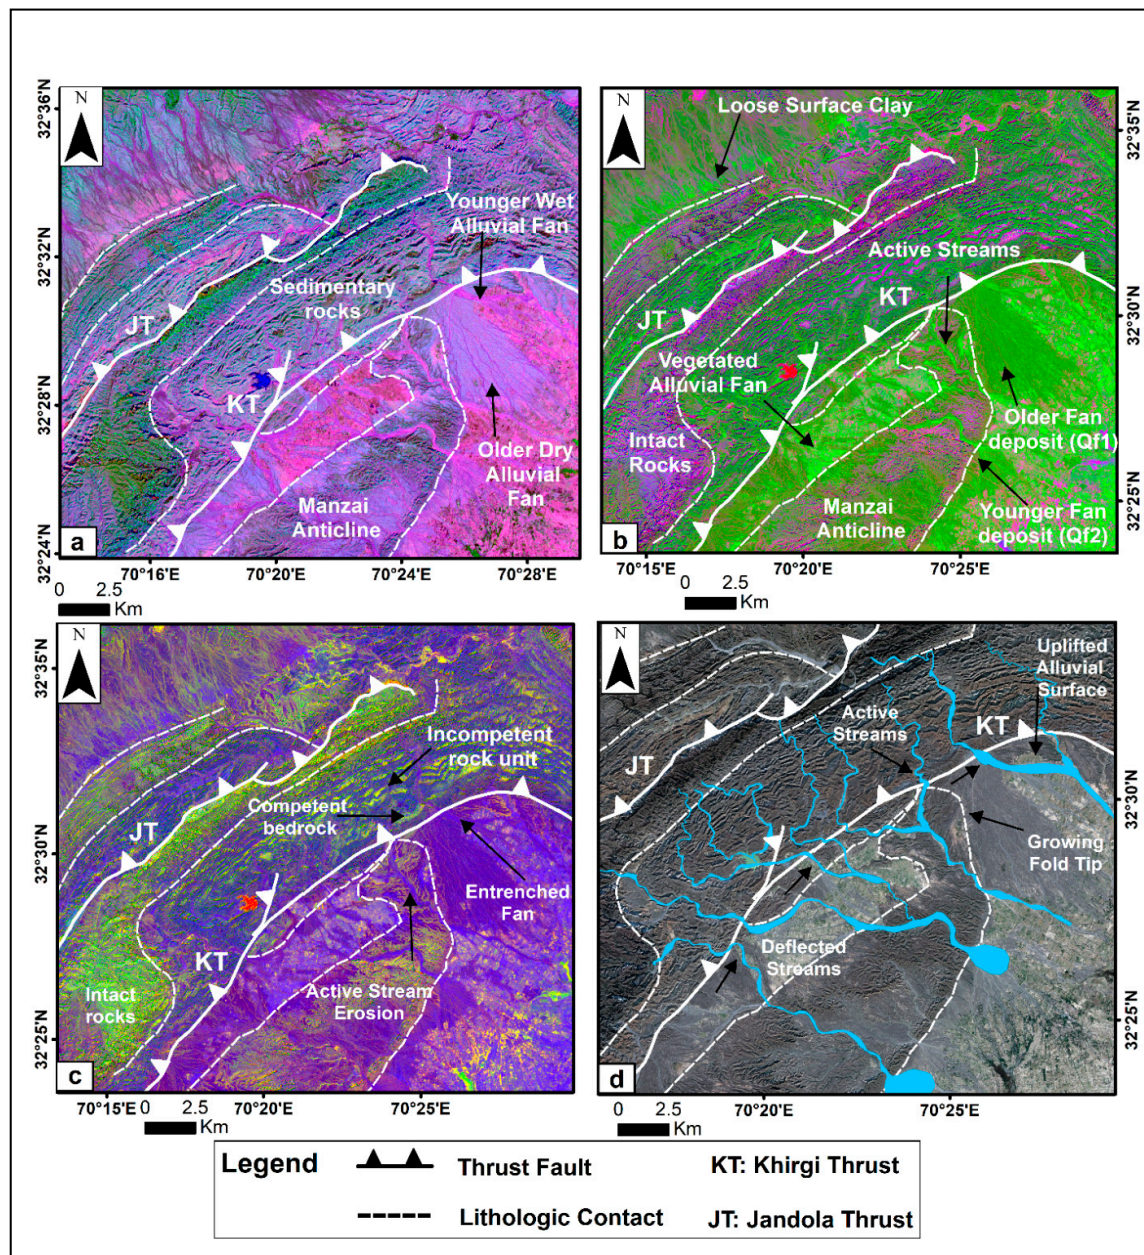 N
32°36'N
32°32'N
32°28'N
32°24'N
Younger Wet
Alluvial Fan
Sedimentary
rocks
JT
KT
Older Dry
Alluvial
Fan
Manzai
Anticline
a
70°16'E
70°20'E
70°24'E
70°28'E
0
2.5
Km
N
Loose Surface Clay
32°35'N
32°30'N
32°25'N
Active Streams
KT
JT
Vegetated
Alluvial Fan
Intact
Rocks
Older Fan
deposit (Qf1)
Manzai
Anticline
Younger Fan
deposit (Qf2)
b
70°15'E
70°20'E
70°25'E
0
2.5
Km
N
32°35'N
32°30'N
32°25'N
Incompetent
rock unit
Competent
bedrock
JT
Entrenched
Fan
KT
Intact
rocks
Active Stream
Erosion
c
70°15'E
70°20'E
70°25'E
0
2.5
Km
N
Uplifted
Alluvial
Surface
Active
Streams
KT
JT
32°30'N
32°25'N
Growing
Fold Tip
Deflected
Streams
d
70°20'E
70°25'E
0
2.5
Km
Legend
Thrust Fault
KT: Khirgi Thrust
Lithologic Contact
JT: Jandola Thrust